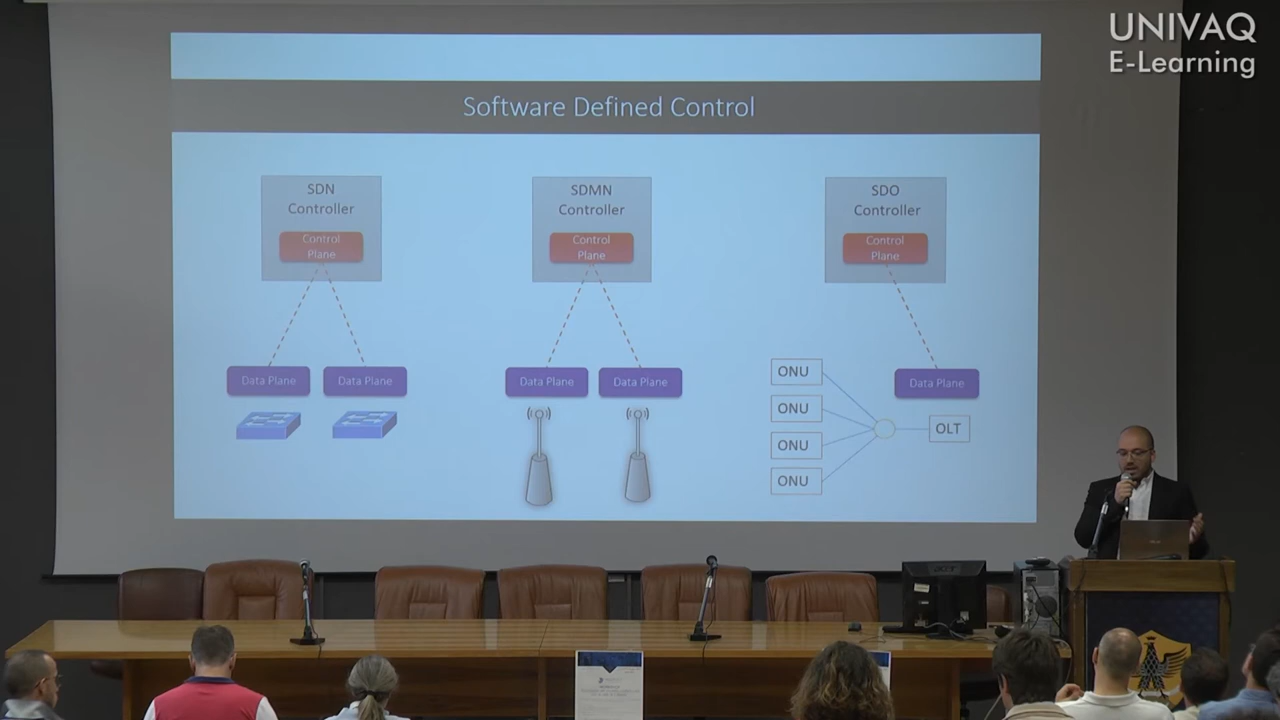 UNIVAQ
E-Learning
Software Defined Control
SDN
Controller
Control
Plane
Data Plane
Data Plane
SDMN
Controller
Control
Plane
Data Plane
Data Plane
SDO
Controller
Control
Plane
Data Plane
ONU
ONU
ONU
ONU
OLT
acer